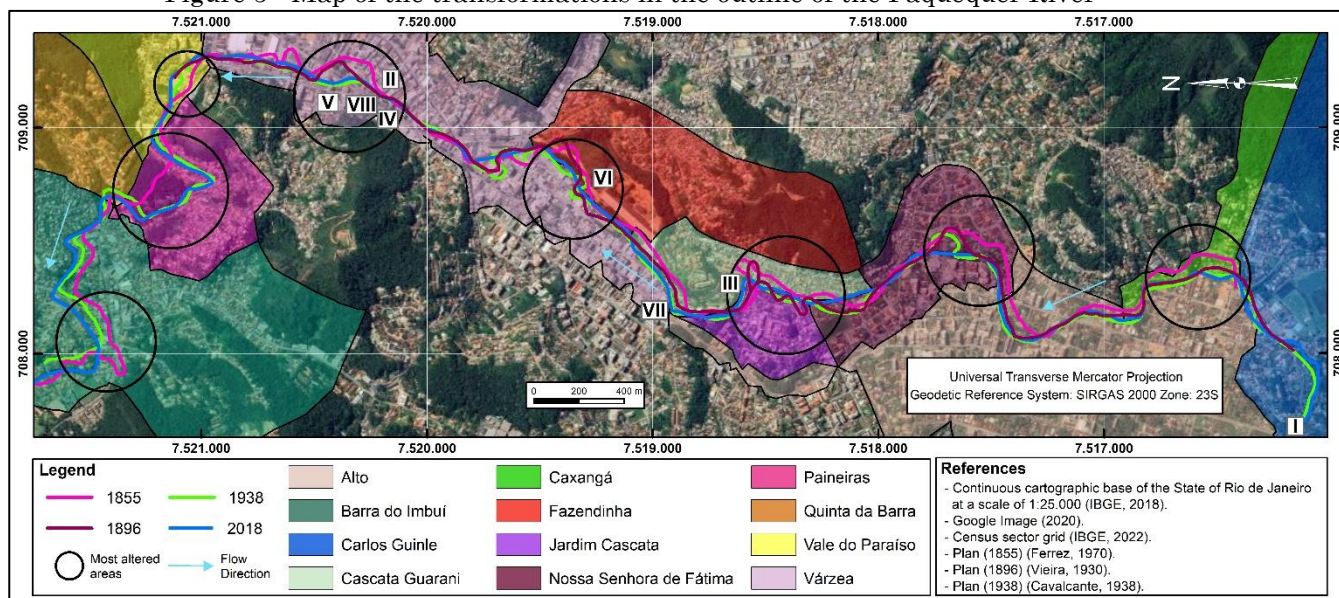 Figure 3 - Map of the transformations in the outline of the Paquequer River
7.521.000 7.520.000 7.519.000 7.518.000 7.517.000
II
V
VIII
IV
N
709.000
709.000
VI
III
VII
708.000
708.000
0 200 400 m
Universal Transverse Mercator Projection
Geodetic Reference System: SIRGAS 2000 Zone: 23S
I
7.521.000 7.520.000 7.519.000 7.518.000 7.517.000
Legend
1855 1938
1896 2018
Most altered areas
Flow Direction
Alto
Barra do Imbuí
Carlos Guinle
Cascata Guarani
Caxangá
Fazendinha
Jardim Cascata
Nossa Senhora de Fátima
Paineiras
Quinta da Barra
Vale do Paraíso
Várzea
References
- Continuous cartographic base of the State of Rio de Janeiro
at a scale of 1:25.000 (IBGE, 2018).
- Google Image (2020).
- Census sector grid (IBGE, 2022).
- Plan (1855) (Ferrez, 1970).
- Plan (1896) (Vieira, 1930).
- Plan (1938) (Cavalcante, 1938).